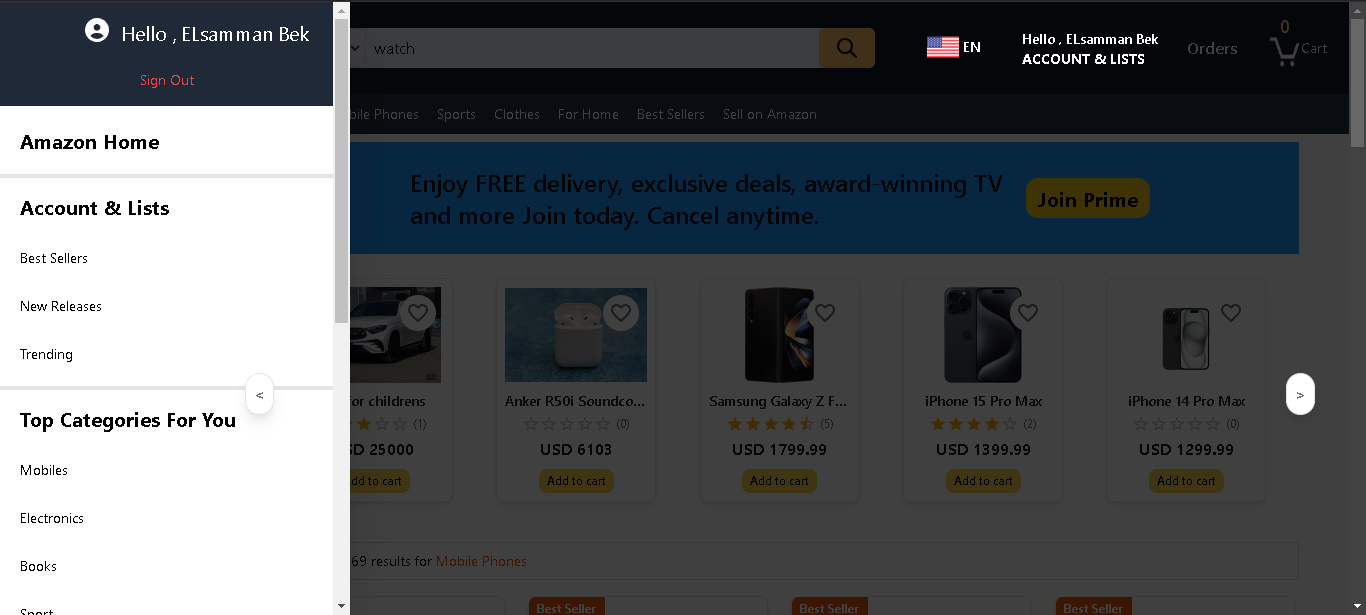 Hello , ELsamman Bek
Sign Out
Amazon Home
Account & Lists
Best Sellers
New Releases
Trending
<
Top Categories For You
Mobiles
Electronics
Books
Sport
watch
EN
Hello , ELsamman Bek
ACCOUNT & LISTS
Orders
0
Cart
bile Phones Sports Clothes For Home Best Sellers Sell on Amazon
Enjoy FREE delivery, exclusive deals, award-winning TV
and more Join today. Cancel anytime.
Join Prime
or childrens
(1)
SD 25000
dd to cart
Anker R50i Soundco...
(0)
USD 6103
Add to cart
Samsung Galaxy Z F...
(5)
USD 1799.99
Add to cart
iPhone 15 Pro Max
(2)
USD 1399.99
Add to cart
iPhone 14 Pro Max
(0)
USD 1299.99
Add to cart
>
69 results for Mobile Phones
Best Seller
Best Seller
Best Seller